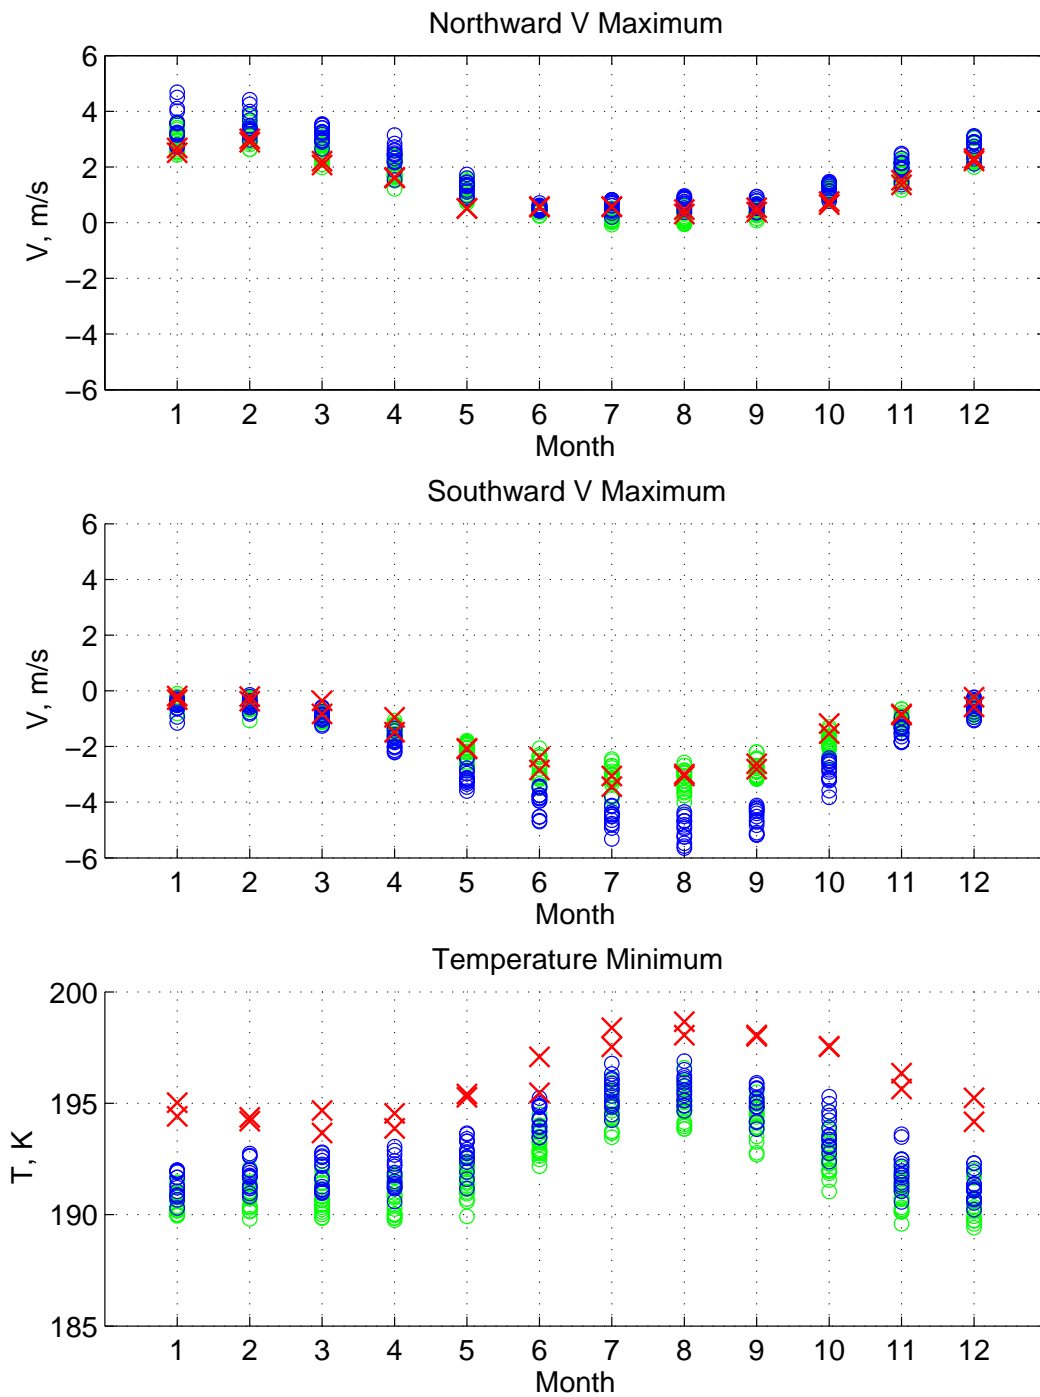 Northward V Maximum
6
4
2
0
−2
−4
−6
V, m/s
1 2 3 4 5 6 7 8 9 10 11 12
Month
Southward V Maximum
6
4
2
0
−2
−4
−6
V, m/s
1 2 3 4 5 6 7 8 9 10 11 12
Month
Temperature Minimum
200
195
190
185
T, K
1 2 3 4 5 6 7 8 9 10 11 12
Month